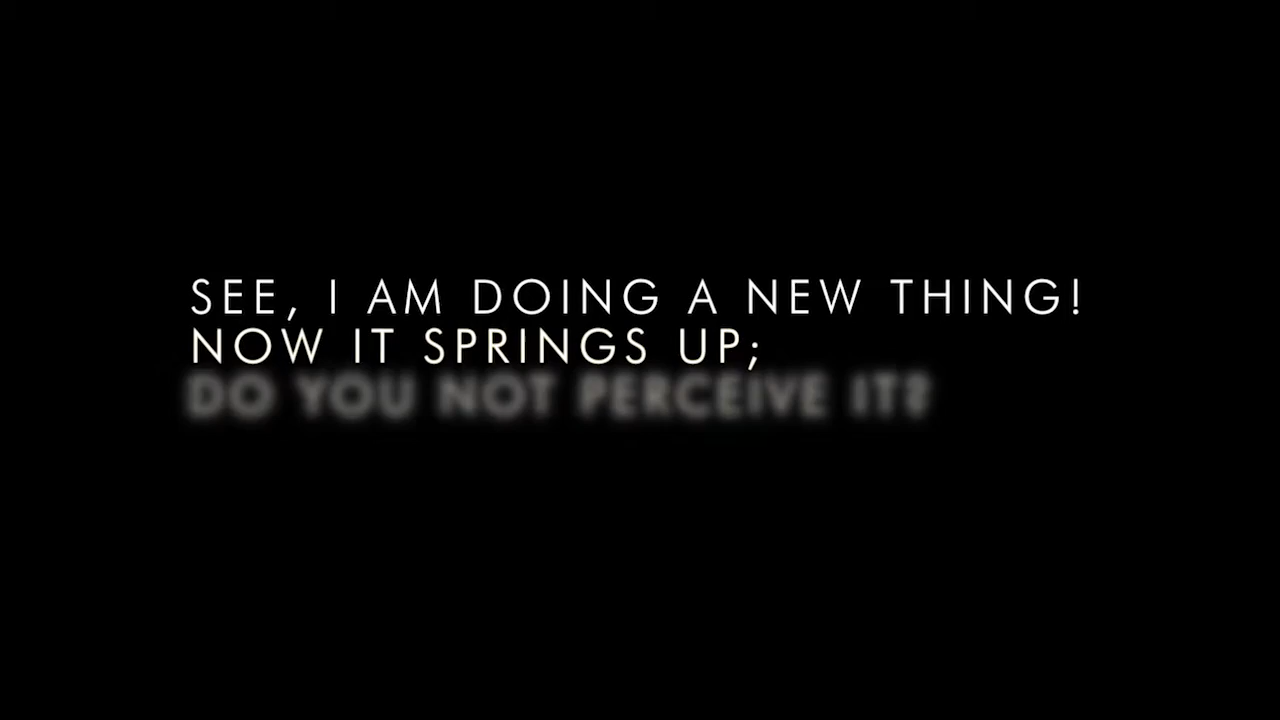 SEE, I AM DOING A NEW THING!
NOW IT SPRINGS UP;
DO YOU NOT PERCEIVE IT?